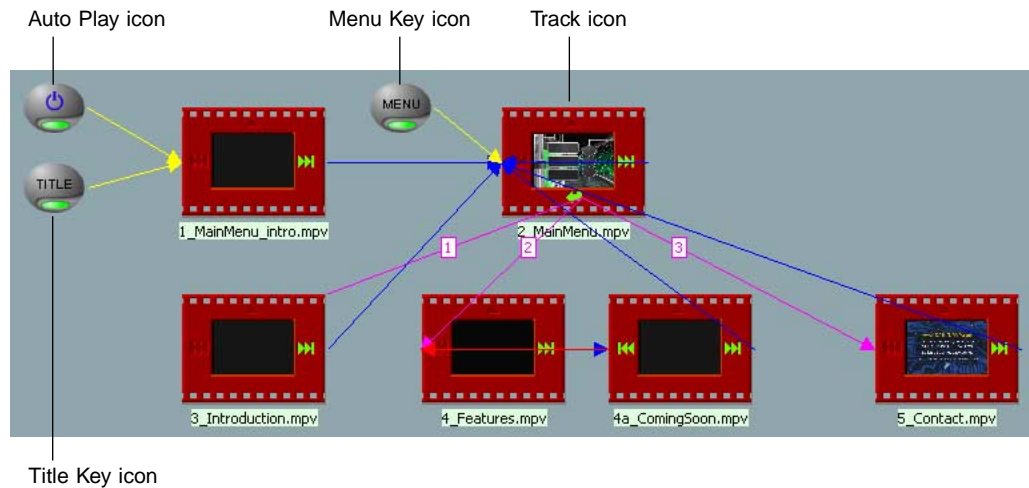 Auto Play icon
Menu Key icon
Track icon
MENU
TITLE
1_MainMenu_intro.mpv
2_MainMenu.mpv
1
2
3
3_Introduction.mpv
4_Features.mpv
4a_ComingSoon.mpv
5_Contact.mpv
Title Key icon